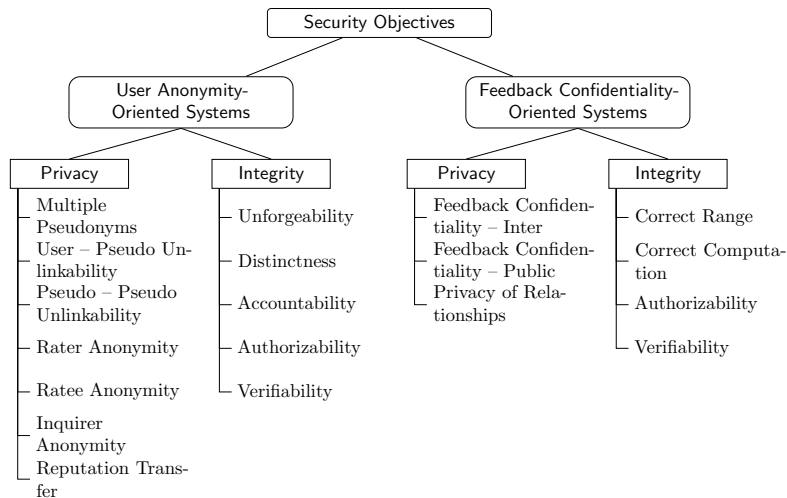 Security Objectives
User Anonymity-
Oriented Systems
Feedback Confidentiality-
Oriented Systems
Privacy
Multiple
Pseudonyms
User – Pseudo Un-
linkability
Pseudo – Pseudo
Unlinkability
Rater Anonymity
Ratee Anonymity
Inquirer
Anonymity
Reputation Trans-
fer
Integrity
Unforgeability
Distinctness
Accountability
Authorizability
Verifiability
Privacy
Feedback Confiden-
tiality – Inter
Feedback Confiden-
tiality – Public
Privacy of Rela-
tionships
Integrity
Correct Range
Correct Computa-
tion
Authorizability
Verifiability